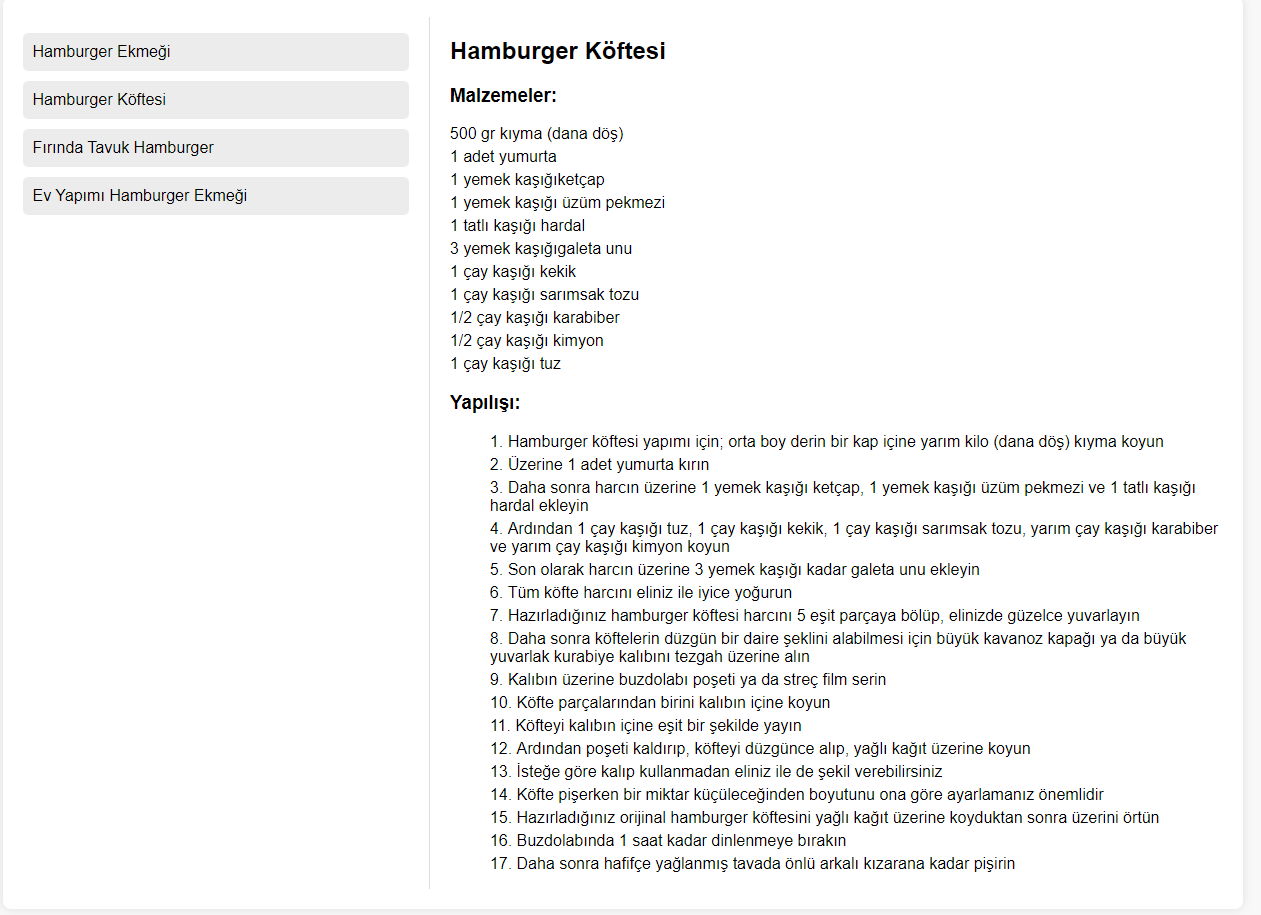 Hamburger Ekmeği
Hamburger Köftesi
Fırında Tavuk Hamburger
Ev Yapımı Hamburger Ekmeği
Hamburger Köftesi
Malzemeler:
500 gr kıyma (dana döş)
1 adet yumurta
1 yemek kaşığıketçap
1 yemek kaşığı üzüm pekmezi
1 tatlı kaşığı hardal
3 yemek kaşığıgaleta unu
1 çay kaşığı kekik
1 çay kaşığı sarımsak tozu
1/2 çay kaşığı karabiber
1/2 çay kaşığı kimyon
1 çay kaşığı tuz
Yapılışı:
1. Hamburger köftesi yapımı için; orta boy derin bir kap içine yarım kilo (dana döş) kıyma koyun
2. Üzerine 1 adet yumurta kırın
3. Daha sonra harcın üzerine 1 yemek kaşığı ketçap, 1 yemek kaşığı üzüm pekmezi ve 1 tatlı kaşığı
hardal ekleyin
4. Ardından 1 çay kaşığı tuz, 1 çay kaşığı kekik, 1 çay kaşığı sarımsak tozu, yarım çay kaşığı karabiber
ve yarım çay kaşığı kimyon koyun
5. Son olarak harcın üzerine 3 yemek kaşığı kadar galeta unu ekleyin
6. Tüm köfte harcını eliniz ile iyice yoğurun
7. Hazırladığınız hamburger köftesi harcını 5 eşit parçaya bölüp, elinizde güzelce yuvarlayın
8. Daha sonra köftelerin düzgün bir daire şeklini alabilmesi için büyük kavanoz kapağı ya da büyük
yuvarlak kurabiye kalıbını tezgah üzerine alın
9. Kalıbın üzerine buzdolabı poşeti ya da streç film serin
10. Köfte parçalarından birini kalıbın içine koyun
11. Köfteyi kalıbın içine eşit bir şekilde yayın
12. Ardından poşeti kaldırıp, köfteyi düzgünce alıp, yağlı kağıt üzerine koyun
13. İsteğe göre kalıp kullanmadan eliniz ile de şekil verebilirsiniz
14. Köfte pişerken bir miktar küçüleceğinden boyutunu ona göre ayarlamanız önemlidir
15. Hazırladığınız orijinal hamburger köftesini yağlı kağıt üzerine koyduktan sonra üzerini örtün
16. Buzdolabında 1 saat kadar dinlenmeye bırakın
17. Daha sonra hafifçe yağlanmış tavada önlü arkalı kızarana kadar pişirin